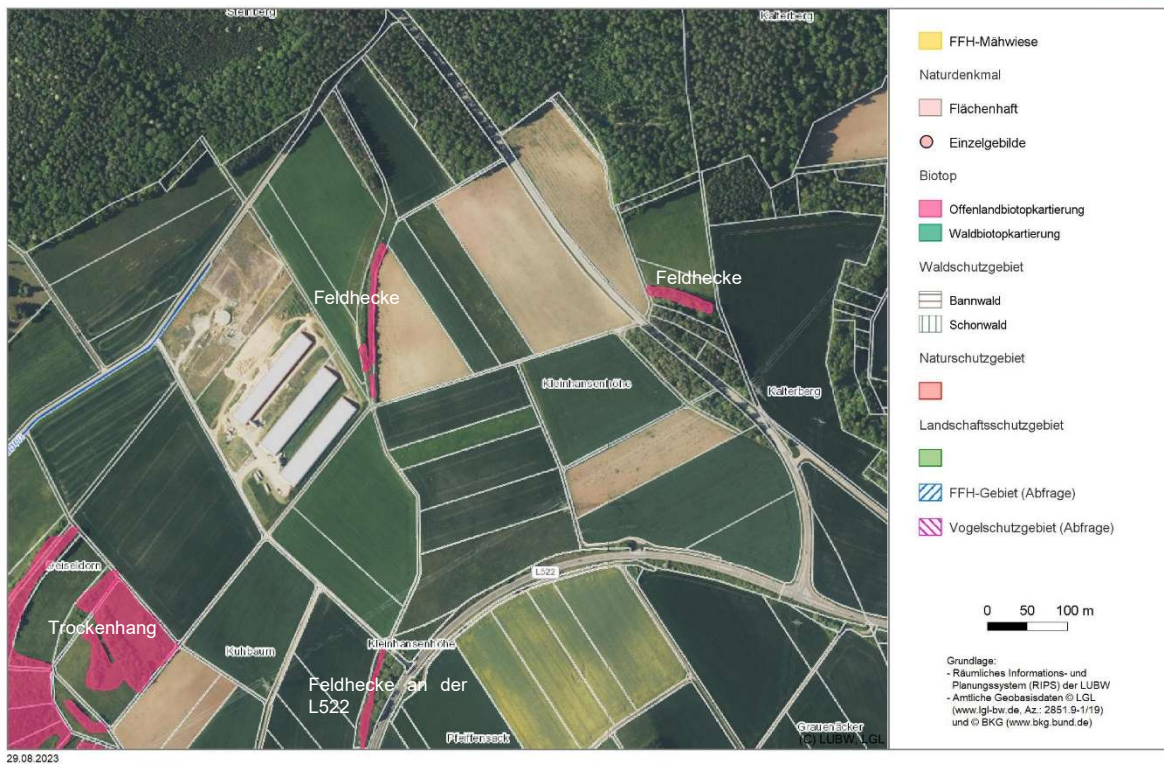 Steinberg
Kalterberg
Feldhecke
Feldhecke
Kleinhansenhöhe
Kalterberg
Deiseldorn
L522
Trockenhang
Kuhbaum
Kleinhansenhöhe
Feldhecke an der
L522
Pfeiffensack
Grauenäcker
(C) LUBW, LGL
FFH-Mähwiese
Naturdenkmal
Flächenhaft
Einzelgebilde
Biotop
Offenlandbiotopkartierung
Waldbiotopkartierung
Waldschutzgebiet
Bannwald
Schonwald
Naturschutzgebiet
Landschaftsschutzgebiet
FFH-Gebiet (Abfrage)
Vogelschutzgebiet (Abfrage)
0 50 100 m
Grundlage:
- Räumliches Informations- und
Planungssystem (RIPS) der LUBW
- Amtliche Geobasisdaten © LGL
(www.lgl-bw.de, Az.: 2851.9-1/19)
und © BKG (www.bkg.bund.de)
29.08.2023